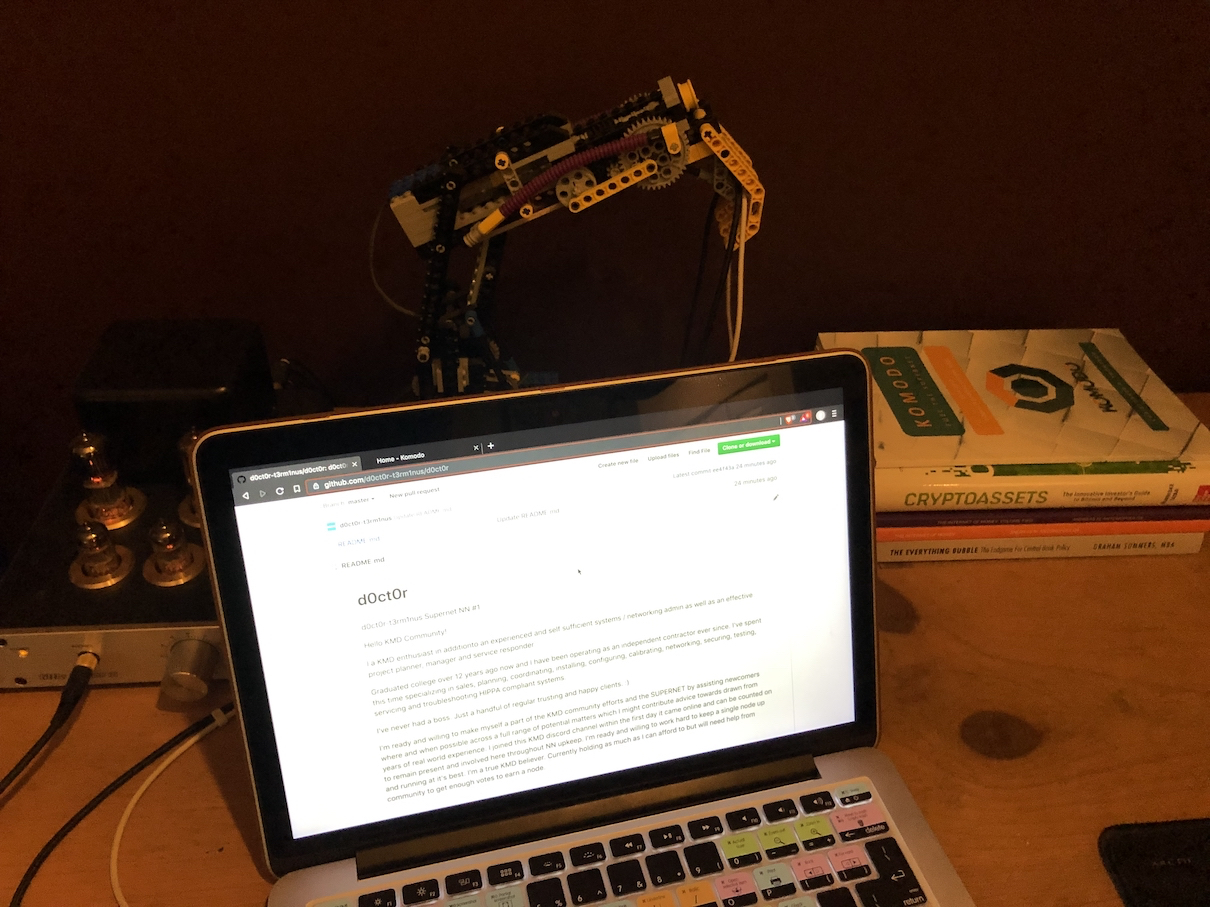 d0ct0r-t3rm1nus/d0ct0r: d0ct0
Home - Komodo
github.com/d0ct0r-t3rm1nus/d0ct0r
Branch: master
New pull request
Create new file
Upload files
Find File
Clone or download
d0ct0r-t3rm1nus Update README.md
Latest commit ee4143a 24 minutes ago
README.md
Update README.md
24 minutes ago
README.md
d0ct0r
d0ct0r-t3rm1nus Supernet NN #1
Hello KMD Community!
I a KMD enthusiast in additionto an experienced and self sufficient systems / networking admin as well as an effective
project planner, manager and service responder.
Graduated college over 12 years ago now and I have been operating as an independent contractor ever since. I've spent
this time specializing in sales, planning, coordinating, installing, configuring, calibrating, networking, securing, testing,
servicing and troubleshooting HIPPA compliant systems.
I've never had a boss. Just a handful of regular trusting and happy clients. :)
I'm ready and willing to make myself a part of the KMD community efforts and the SUPERNET by assisting newcomers
where and when possible across a full range of potential matters which I might contribute advice towards drawn from
years of real world experience. I joined this KMD discord channel within the first day it came online and can be counted on
to remain present and involved here throughout NN upkeep. I'm ready and willing to work hard to keep a single node up
and running at it's best. I'm a true KMD believer. Currently holding as much as I can afford to but will need help from
community to get enough votes to earn a node.
KOMODO
CRYPTOASSETS The Innovative Investor's Guide
to Bitcoin and Beyond
THE EVERYTHING BUBBLE The Endgame For Central Bank Policy GRAHAM SUMMERS, MBA
delete
return